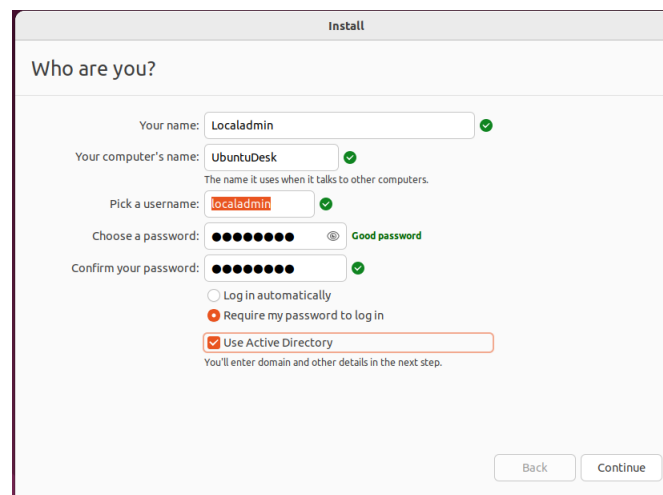 Install
Who are you?
Your name: Localadmin
Your computer's name: UbuntuDesk
The name it uses when it talks to other computers.
Pick a username: localadmin
Choose a password: ●●●●●●●● Good password
Confirm your password: ●●●●●●●●
Log in automatically
Require my password to log in
Use Active Directory
You'll enter domain and other details in the next step.
Back Continue